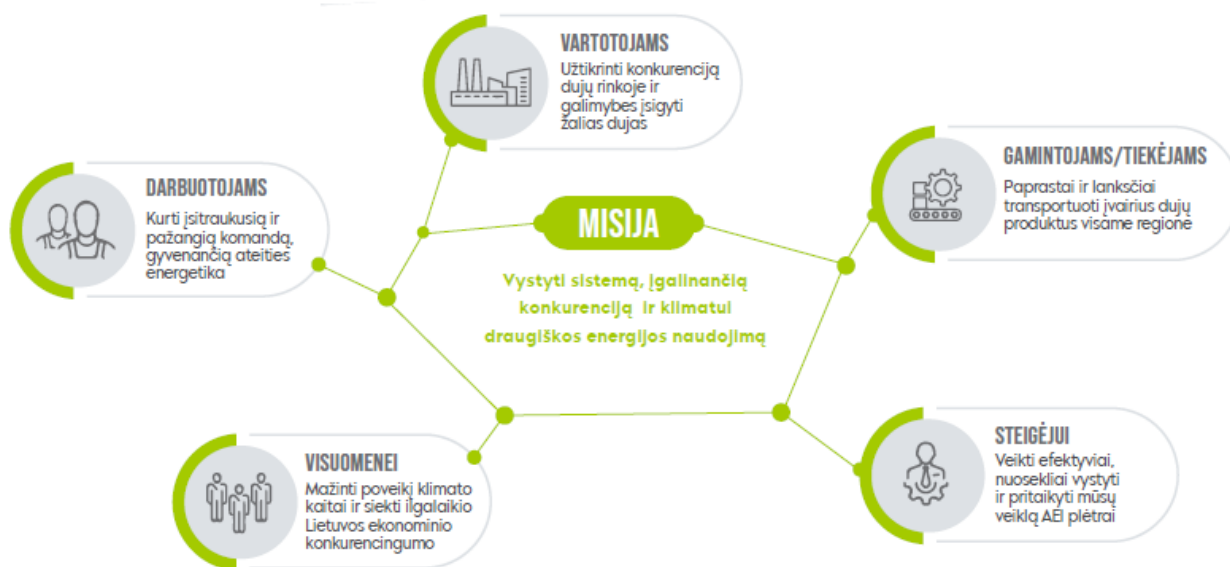 VARTOTOJAMS
Užtikrinti konkurenciją
dujų rinkoje ir
galimybes įsigyti
žalias dujas
GAMINTOJAMS/TIEKĖJAMS
Paprastai ir lanksčiai
transportuoti įvairius dujų
produktus visame regione
DARBUOTOJAMS
Kurti įsitraukusią ir
pažangią komandą,
gyvenančią ateities
energetika
MISIJA
Vystyti sistemą, įgalinančią
konkurenciją ir klimatui
draugiškos energijos naudojimą
VISUOMENEI
Mažinti poveikį klimato
kaitai ir siekti ilgalaikio
Lietuvos ekonominio
konkurencingumo
STEIGĖJUI
Veikti efektyviai,
nuosekliai vystyti
ir pritaikyti mūsų
veiklą AEI plėtrai